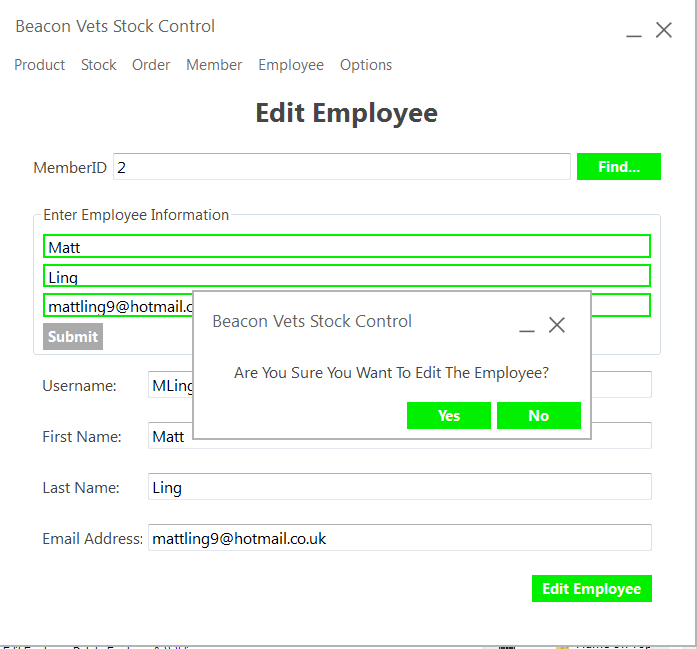 Beacon Vets Stock Control
Product Stock Order Member Employee Options
Edit Employee
MemberID 2 Find...
Enter Employee Information
Matt
Ling
mattling9@hotmail.c
Submit
Beacon Vets Stock Control
Are You Sure You Want To Edit The Employee?
Yes No
Username: MLing
First Name: Matt
Last Name: Ling
Email Address: mattling9@hotmail.co.uk
Edit Employee